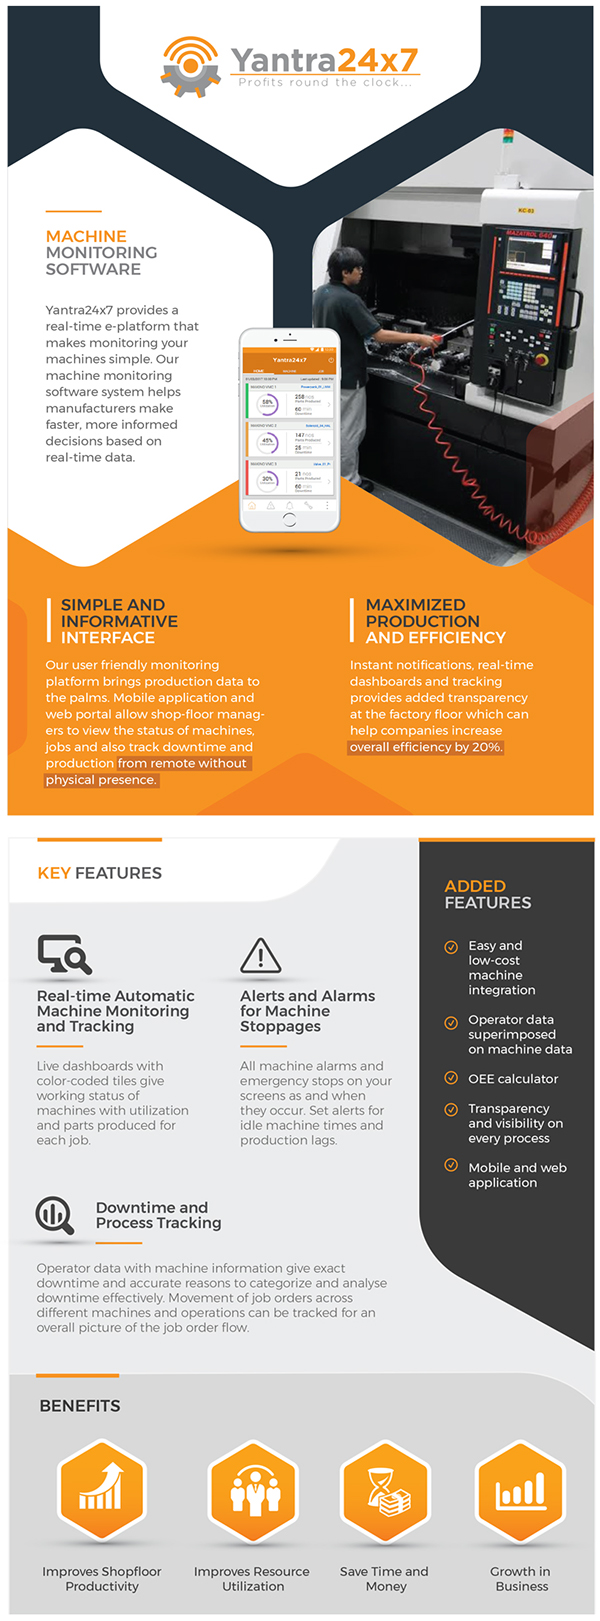 Yantra24x7
Profits round the clock...
MACHINE
MONITORING
SOFTWARE
Yantra24x7 provides a
real-time e-platform that
makes monitoring your
machines simple. Our
machine monitoring
software system helps
manufacturers make
faster, more informed
decisions based on
real-time data.
KC-03
MAZATROL 640
Yantra24x7
HOME MACHINE JOB
258
58%
60
147
45%
25
21
30%
60
SIMPLE AND
INFORMATIVE
INTERFACE
Our user friendly monitoring
platform brings production data to
the palms. Mobile application and
web portal allow shop-floor manag-
ers to view the status of machines,
jobs and also track downtime and
production from remote without
physical presence.
MAXIMIZED
PRODUCTION
AND EFFICIENCY
Instant notifications, real-time
dashboards and tracking
provides added transparency
at the factory floor which can
help companies increase
overall efficiency by 20%.
KEY FEATURES
Real-time Automatic
Machine Monitoring
and Tracking
Live dashboards with
color-coded tiles give
working status of
machines with utilization
and parts produced for
each job.
Alerts and Alarms
for Machine
Stoppages
All machine alarms and
emergency stops on your
screens as and when
they occur. Set alerts for
idle machine times and
production lags.
Downtime and
Process Tracking
Operator data with machine information give exact
downtime and accurate reasons to categorize and analyse
downtime effectively. Movement of job orders across
different machines and operations can be tracked for an
overall picture of the job order flow.
ADDED
FEATURES
Easy and
low-cost
machine
integration
Operator data
superimposed
on machine data
OEE calculator
Transparency
and visibility on
every process
Mobile and web
application
BENEFITS
Improves Shopfloor
Productivity
Improves Resource
Utilization
Save Time and
Money
Growth in
Business